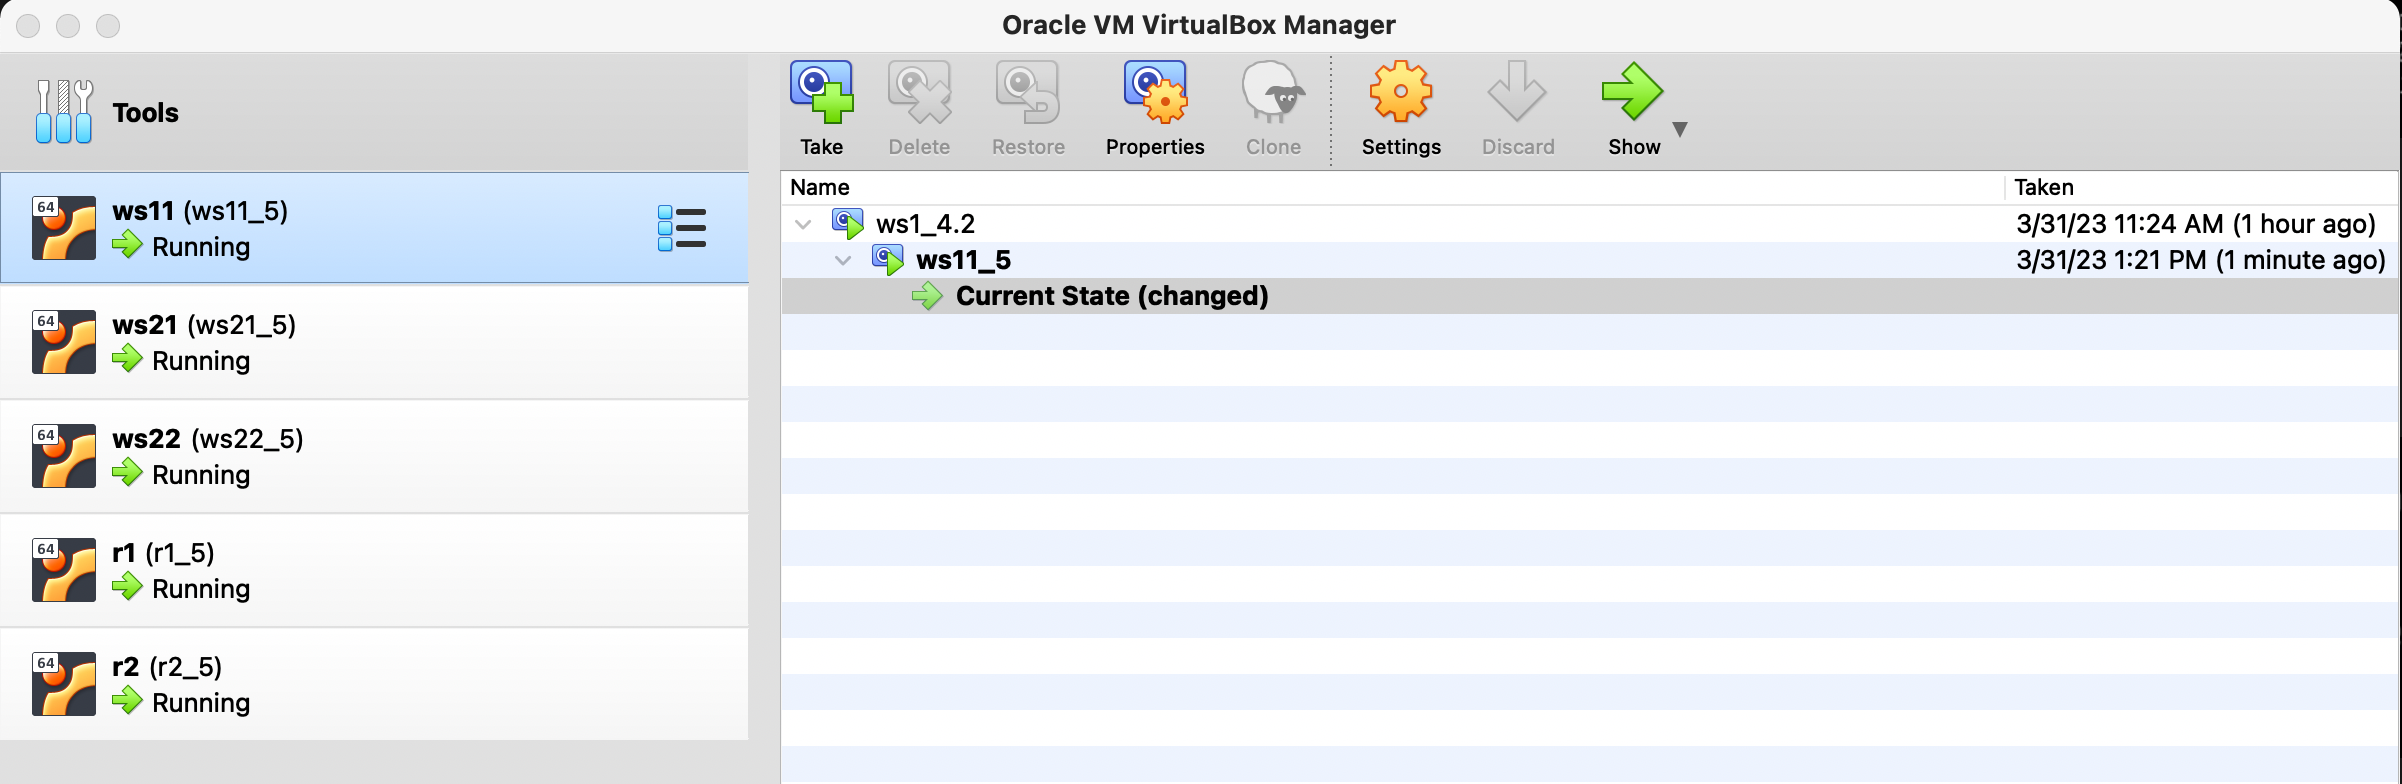 Oracle VM VirtualBox Manager
Tools
Take Delete Restore Properties Clone Settings Discard Show
64
ws11 (ws11_5)
Running
64
ws21 (ws21_5)
Running
64
ws22 (ws22_5)
Running
64
r1 (r1_5)
Running
64
r2 (r2_5)
Running
Name Taken
ws1_4.2 3/31/23 11:24 AM (1 hour ago)
ws11_5 3/31/23 1:21 PM (1 minute ago)
Current State (changed)